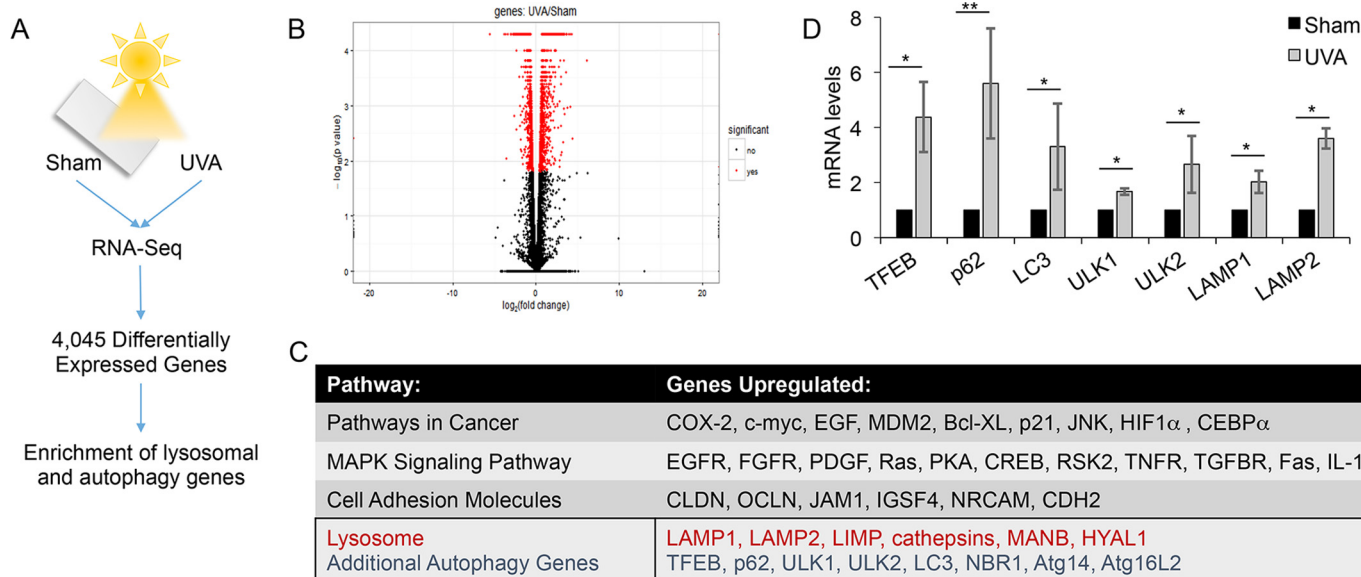 A
Sham
UVA
RNA-Seq
4,045 Differentially
Expressed Genes
Enrichment of lysosomal
and autophagy genes
B
genes: UVA/Sham
−log10(p value)
4
3
2
1
0
-20
-10
0
10
20
log2(fold change)
significant
no
yes
D
Sham
UVA
mRNA levels
8
6
4
2
0
*
**
*
*
*
*
*
TFEB
p62
LC3
ULK1
ULK2
LAMP1
LAMP2
C
Pathway: Genes Upregulated:
Pathways in Cancer COX-2, c-myc, EGF, MDM2, Bcl-XL, p21, JNK, HIF1α , CEBPα
MAPK Signaling Pathway EGFR, FGFR, PDGF, Ras, PKA, CREB, RSK2, TNFR, TGFBR, Fas, IL-1
Cell Adhesion Molecules CLDN, OCLN, JAM1, IGSF4, NRCAM, CDH2
Lysosome LAMP1, LAMP2, LIMP, cathepsins, MANB, HYAL1
Additional Autophagy Genes TFEB, p62, ULK1, ULK2, LC3, NBR1, Atg14, Atg16L2